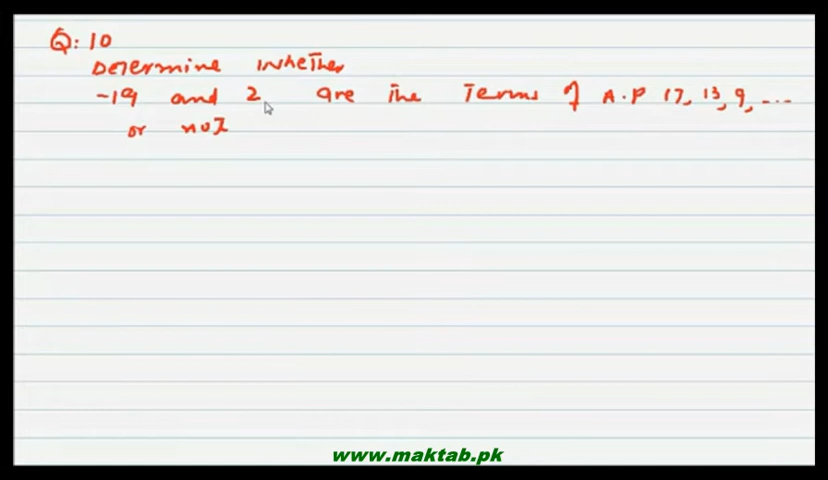 Q: 10
Determine whether
-19 and 2 are the Terms of A.P 17, 13, 9, ....
or not
www.maktab.pk